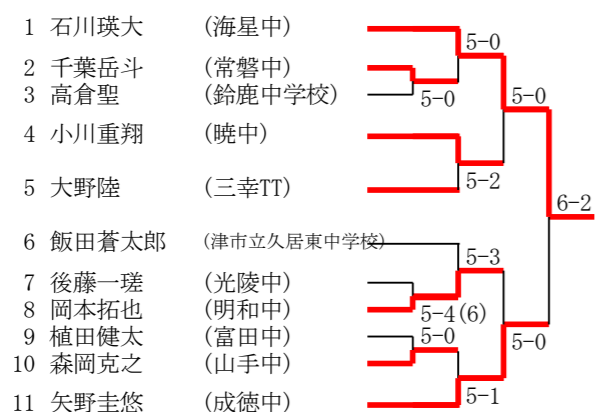 1 石川瑛大 (海星中)
5-0
2 千葉岳斗 (常磐中)
3 高倉聖 (鈴鹿中学校)
5-0
5-0
4 小川重翔 (暁中)
5 大野陸 (三幸TT)
5-2
6-2
6 飯田蒼太郎 (津市立久居東中学校)
5-3
7 後藤一瑳 (光陵中)
8 岡本拓也 (明和中)
5-4(6)
9 植田健太 (富田中)
5-0
5-0
10 森岡克之 (山手中)
5-1
11 矢野圭悠 (成徳中)